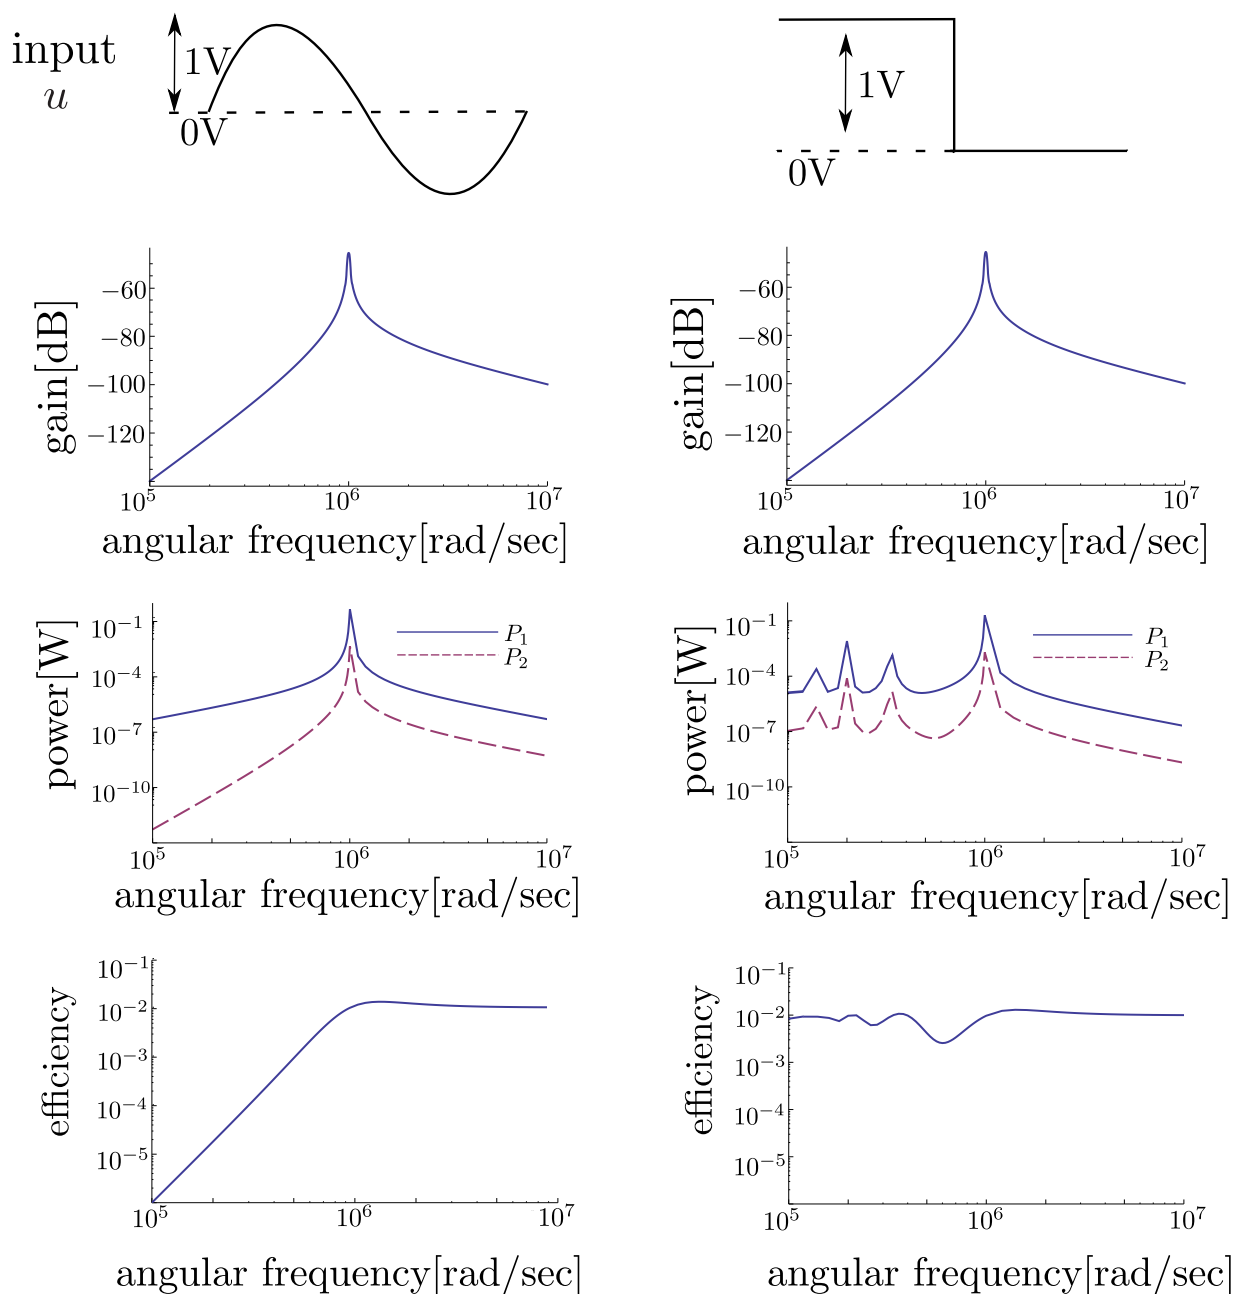 input
u
1V
0V
1V
0V
gain[dB]
−60
−80
−100
−120
10^5 10^6 10^7
angular frequency[rad/sec]
gain[dB]
−60
−80
−100
−120
10^5 10^6 10^7
angular frequency[rad/sec]
power[W]
10^−1
10^−4
10^−7
10^−10
P_1
P_2
10^5 10^6 10^7
angular frequency[rad/sec]
power[W]
10^−1
10^−4
10^−7
10^−10
P_1
P_2
10^5 10^6 10^7
angular frequency[rad/sec]
efficiency
10^−1
10^−2
10^−3
10^−4
10^−5
10^5 10^6 10^7
angular frequency[rad/sec]
efficiency
10^−1
10^−2
10^−3
10^−4
10^−5
10^5 10^6 10^7
angular frequency[rad/sec]